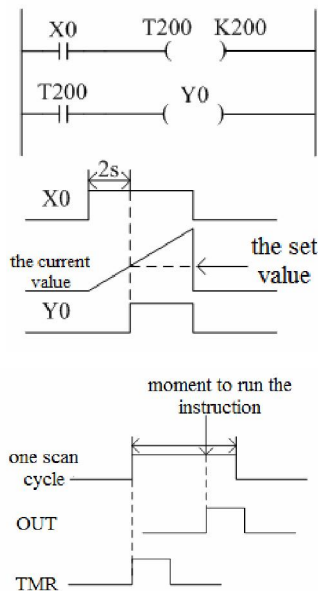 X0 T200 K200
T200 Y0
2s
X0
the current
value
the set
value
Y0
moment to run the
instruction
one scan
cycle
OUT
TMR